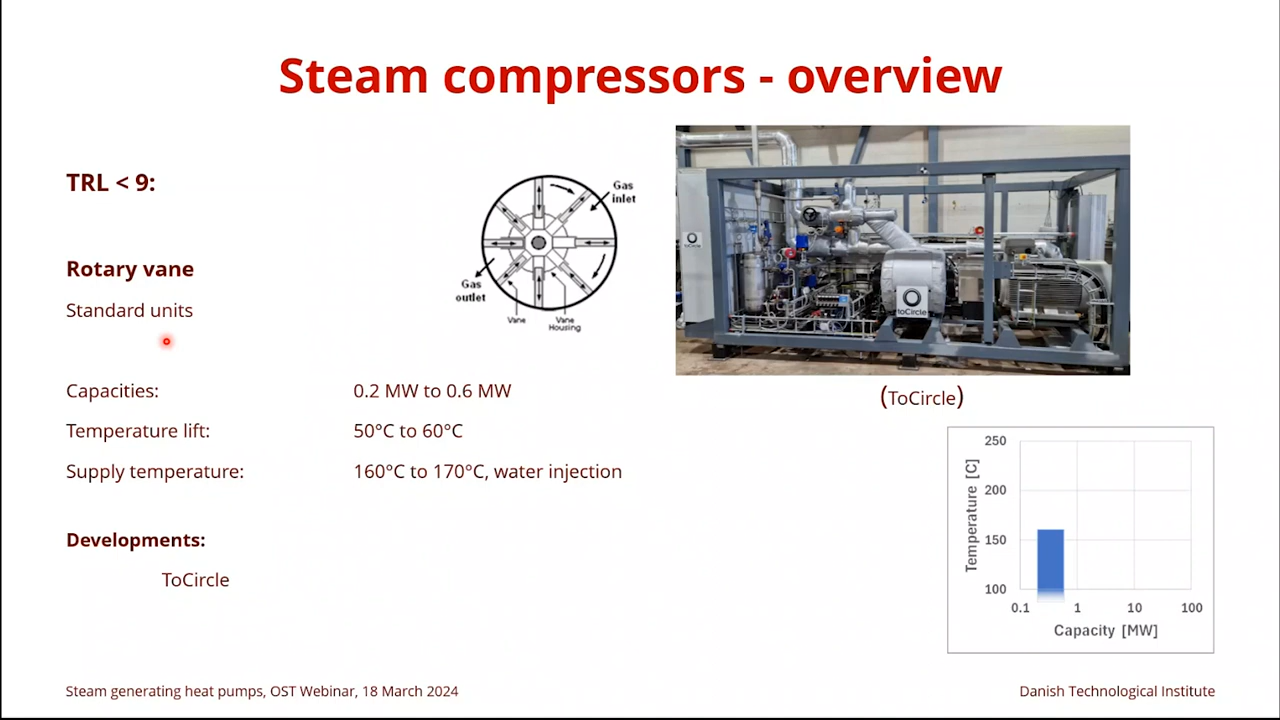 Steam compressors - overview
TRL < 9:
Rotary vane
Standard units
Gas
inlet
Gas
outlet
Vane
Vane
Housing
toCircle
toCircle
(ToCircle)
Capacities: 0.2 MW to 0.6 MW
Temperature lift: 50°C to 60°C
Supply temperature: 160°C to 170°C, water injection
Developments:
ToCircle
Temperature [C]
250
200
150
100
0.1 1 10 100
Capacity [MW]
Steam generating heat pumps, OST Webinar, 18 March 2024
Danish Technological Institute